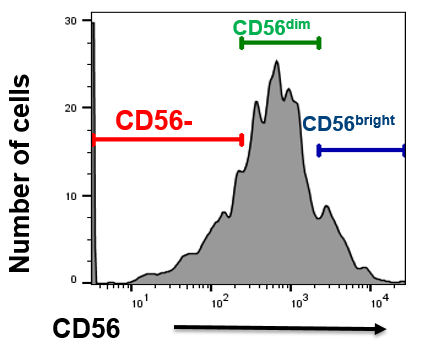 CD56dim
CD56-
CD56bright
Number of cells
30
20
10
0
10¹ 10² 10³ 10⁴
CD56